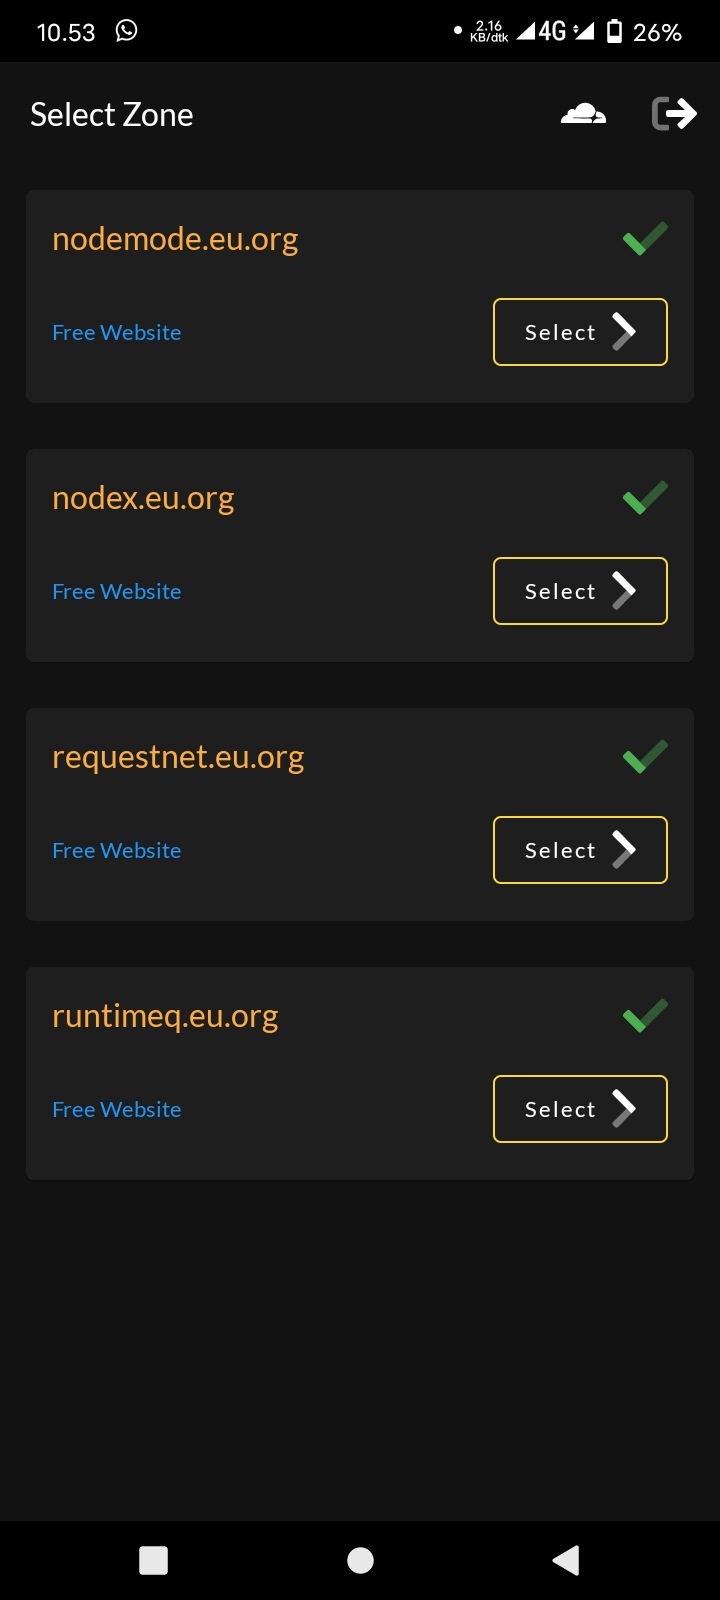 10.53
2.16
KB/dtk
4G
26%
Select Zone
nodemode.eu.org
Free Website
Select
nodex.eu.org
Free Website
Select
requestnet.eu.org
Free Website
Select
runtimeq.eu.org
Free Website
Select